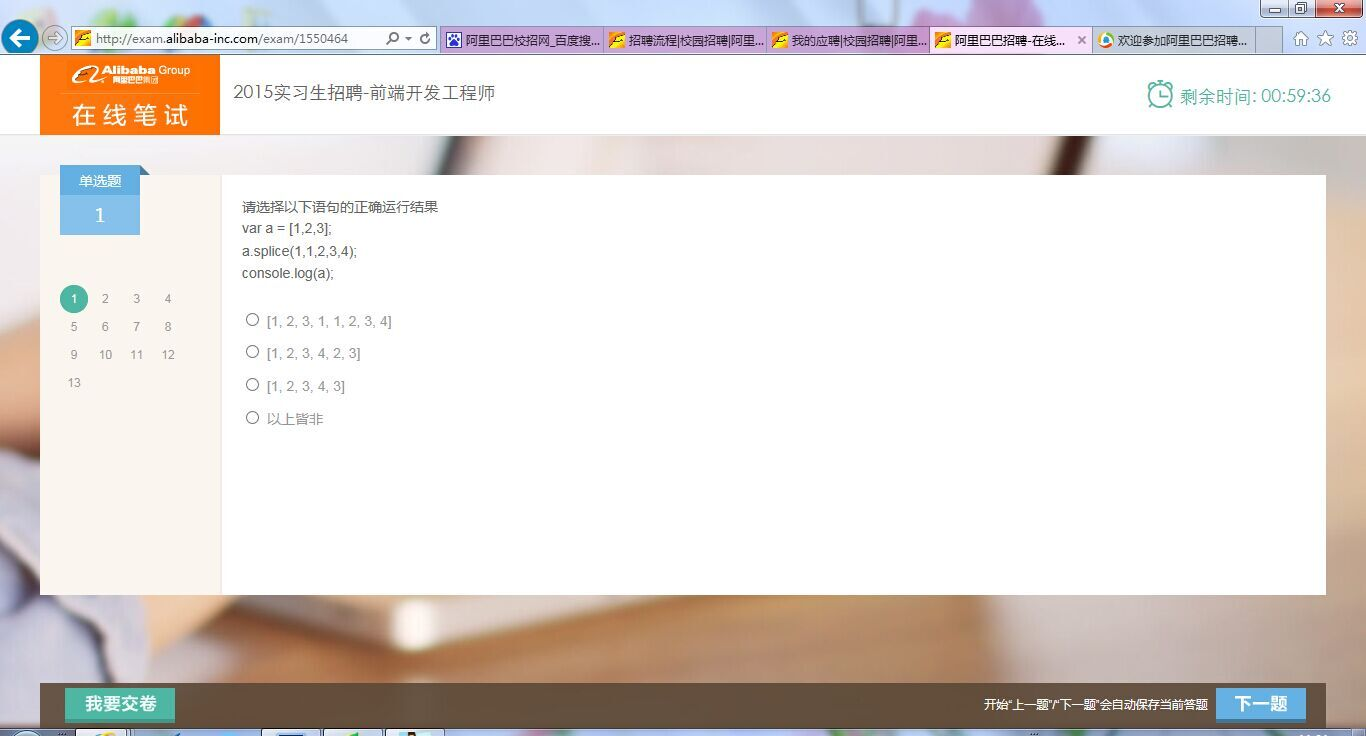 http://exam.alibaba-inc.com/exam/1550464
阿里巴巴校招网_百度搜...
招聘流程|校园招聘|阿里...
我的应聘|校园招聘|阿里...
阿里巴巴招聘-在线...
欢迎参加阿里巴巴招聘...
Alibaba Group
阿里巴巴集团
在线笔试
2015实习生招聘-前端开发工程师
剩余时间: 00:59:36
单选题
1
1 2 3 4
5 6 7 8
9 10 11 12
13
请选择以下语句的正确运行结果
var a = [1,2,3];
a.splice(1,1,2,3,4);
console.log(a);
[1, 2, 3, 1, 1, 2, 3, 4]
[1, 2, 3, 4, 2, 3]
[1, 2, 3, 4, 3]
以上皆非
我要交卷
开始“上一题”/“下一题”会自动保存当前答题
下一题